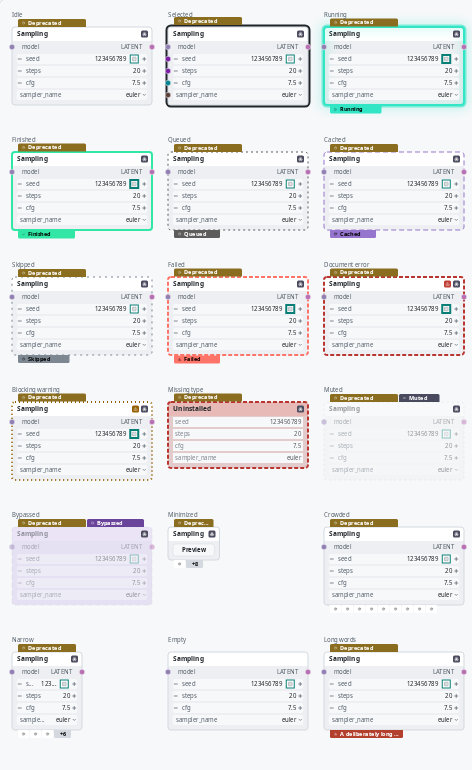 Idle
Deprecated
Sampling
model LATENT
seed 123456789
steps 20
cfg 7.5
sampler_name euler
Selected
Deprecated
Sampling
model LATENT
seed 123456789
steps 20
cfg 7.5
sampler_name euler
Running
Deprecated
Sampling
model LATENT
seed 123456789
steps 20
cfg 7.5
sampler_name euler
Running
Finished
Deprecated
Sampling
model LATENT
seed 123456789
steps 20
cfg 7.5
sampler_name euler
Finished
Queued
Deprecated
Sampling
model LATENT
seed 123456789
steps 20
cfg 7.5
sampler_name euler
Queued
Cached
Deprecated
Sampling
model LATENT
seed 123456789
steps 20
cfg 7.5
sampler_name euler
Cached
Skipped
Deprecated
Sampling
model LATENT
seed 123456789
steps 20
cfg 7.5
sampler_name euler
Skipped
Failed
Deprecated
Sampling
model LATENT
seed 123456789
steps 20
cfg 7.5
sampler_name euler
Failed
Document error
Deprecated
Sampling
model LATENT
seed 123456789
steps 20
cfg 7.5
sampler_name euler
Blocking warning
Deprecated
Sampling
model LATENT
seed 123456789
steps 20
cfg 7.5
sampler_name euler
Missing type
Deprecated
Uninstalled
seed 123456789
steps 20
cfg 7.5
sampler_name euler
Muted
Deprecated Muted
Sampling
model LATENT
seed 123456789
steps 20
cfg 7.5
sampler_name euler
Bypassed
Deprecated Bypassed
Sampling
model LATENT
seed 123456789
steps 20
cfg 7.5
sampler_name euler
Minimized
Deprec...
Sampling
Preview
+8
Crowded
Deprecated
Sampling
model LATENT
seed 123456789
steps 20
cfg 7.5
sampler_name euler
Narrow
Deprecated
Sampling
model LATENT
s... 123...
steps 20
cfg 7.5
sample... euler
+6
Empty
Sampling
model LATENT
seed 123456789
steps 20
cfg 7.5
sampler_name euler
Long words
Deprecated
Sampling
model LATENT
seed 123456789
steps 20
cfg 7.5
sampler_name euler
A deliberately long ...